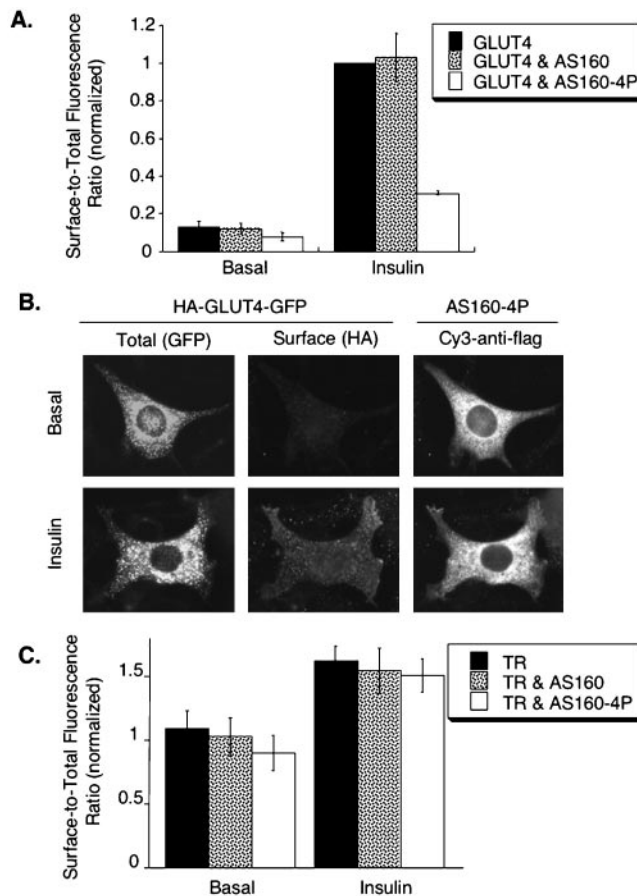 A.
Surface-to-Total Fluorescence
Ratio (normalized)
1.2
1
0.8
0.6
0.4
0.2
0
Basal
Insulin
GLUT4
GLUT4 & AS160
GLUT4 & AS160-4P
B.
HA-GLUT4-GFP
AS160-4P
Total (GFP)
Surface (HA)
Cy3-anti-flag
Basal
Insulin
C.
Surface-to-Total Fluorescence
Ratio (normalized)
1.5
1
0.5
0
Basal
Insulin
TR
TR & AS160
TR & AS160-4P